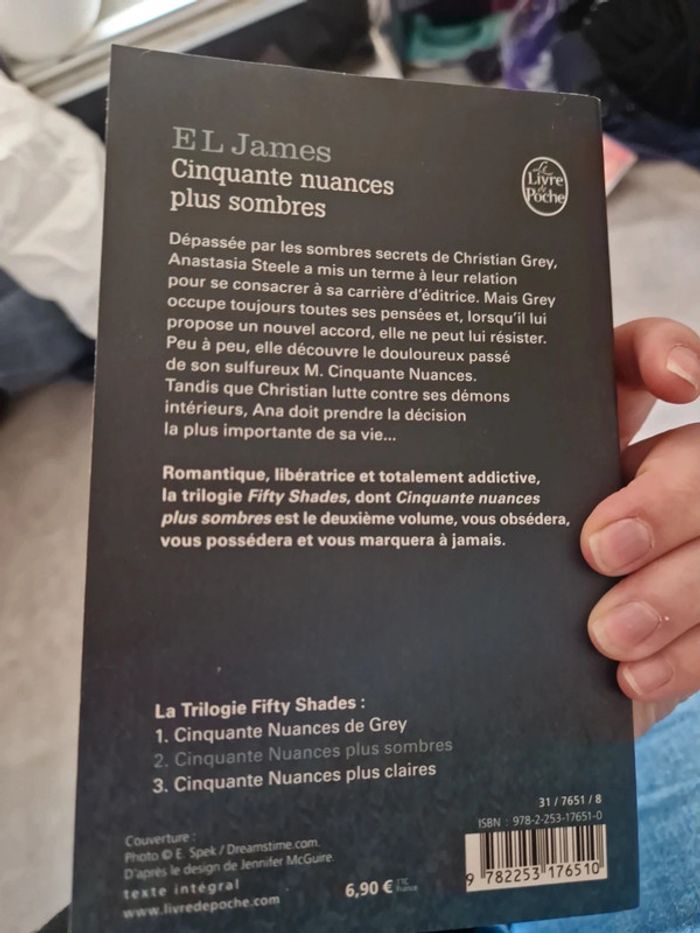 E L James
Cinquante nuances
plus sombres
Le
Livre
de
Poche
Dépassée par les sombres secrets de Christian Grey,
Anastasia Steele a mis un terme à leur relation
pour se consacrer à sa carrière d'éditrice. Mais Grey
occupe toujours toutes ses pensées et, lorsqu'il lui
propose un nouvel accord, elle ne peut lui résister.
Peu à peu, elle découvre le douloureux passé
de son sulfureux M. Cinquante Nuances.
Tandis que Christian lutte contre ses démons
intérieurs, Ana doit prendre la décision
la plus importante de sa vie...
Romantique, libératrice et totalement addictive,
la trilogie Fifty Shades, dont Cinquante nuances
plus sombres est le deuxième volume, vous obsédera,
vous possédera et vous marquera à jamais.
La Trilogie Fifty Shades :
1. Cinquante Nuances de Grey
2. Cinquante Nuances plus sombres
3. Cinquante Nuances plus claires
Couverture :
Photo © E. Spek / Dreamstime.com.
D'après le design de Jennifer McGuire.
texte intégral
www.livredepoche.com
6,90 € TTC
France
31 / 7651 / 8
ISBN : 978-2-253-17651-0
9 782253 176510